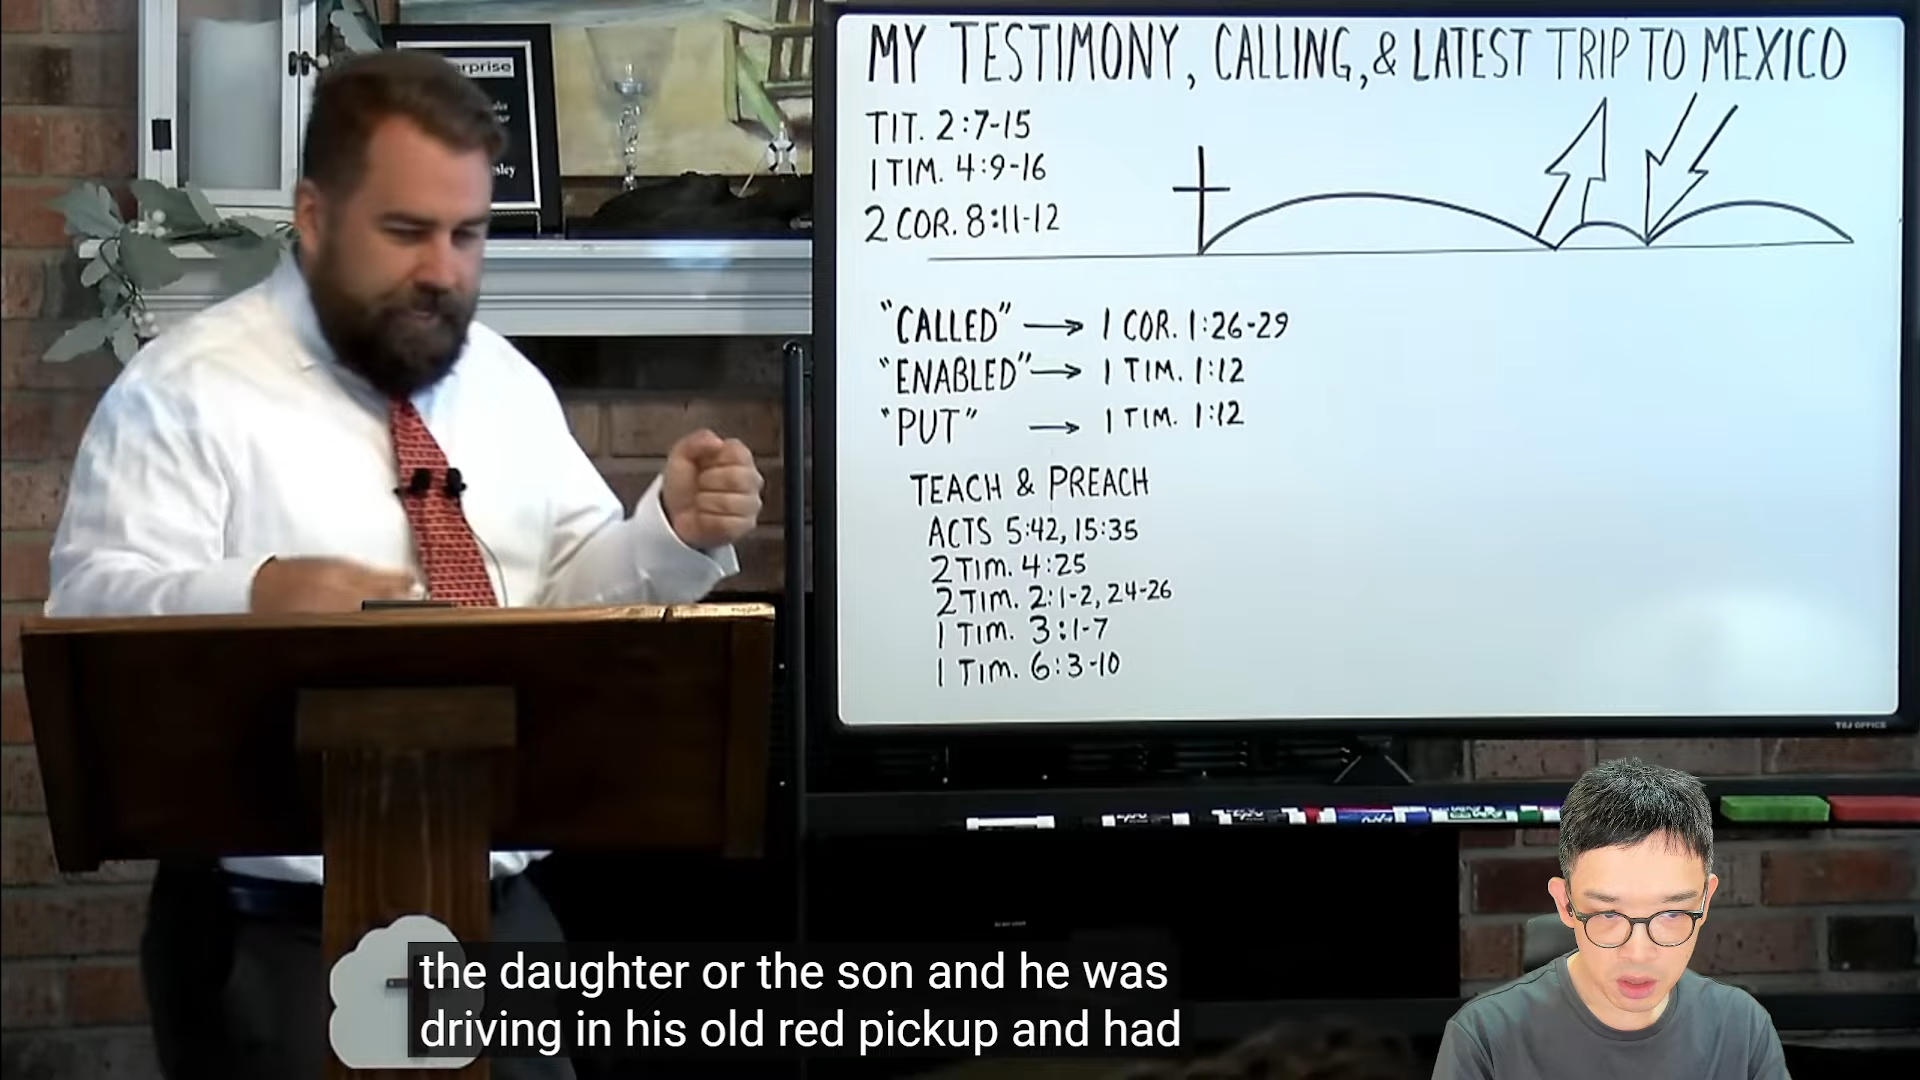 MY TESTIMONY, CALLING, & LATEST TRIP TO MEXICO
TIT. 2:7-15
1 TIM. 4:9-16
2 COR. 8:11-12
"CALLED" → 1 COR. 1:26-29
"ENABLED" → 1 TIM. 1:12
"PUT" → 1 TIM. 1:12
TEACH & PREACH
ACTS 5:42, 15:35
2 TIM. 4:25
2 TIM. 2:1-2, 24-26
1 TIM. 3:1-7
1 TIM. 6:3-10
erprise
sley
TSJ OFFICE
the daughter or the son and he was
driving in his old red pickup and had